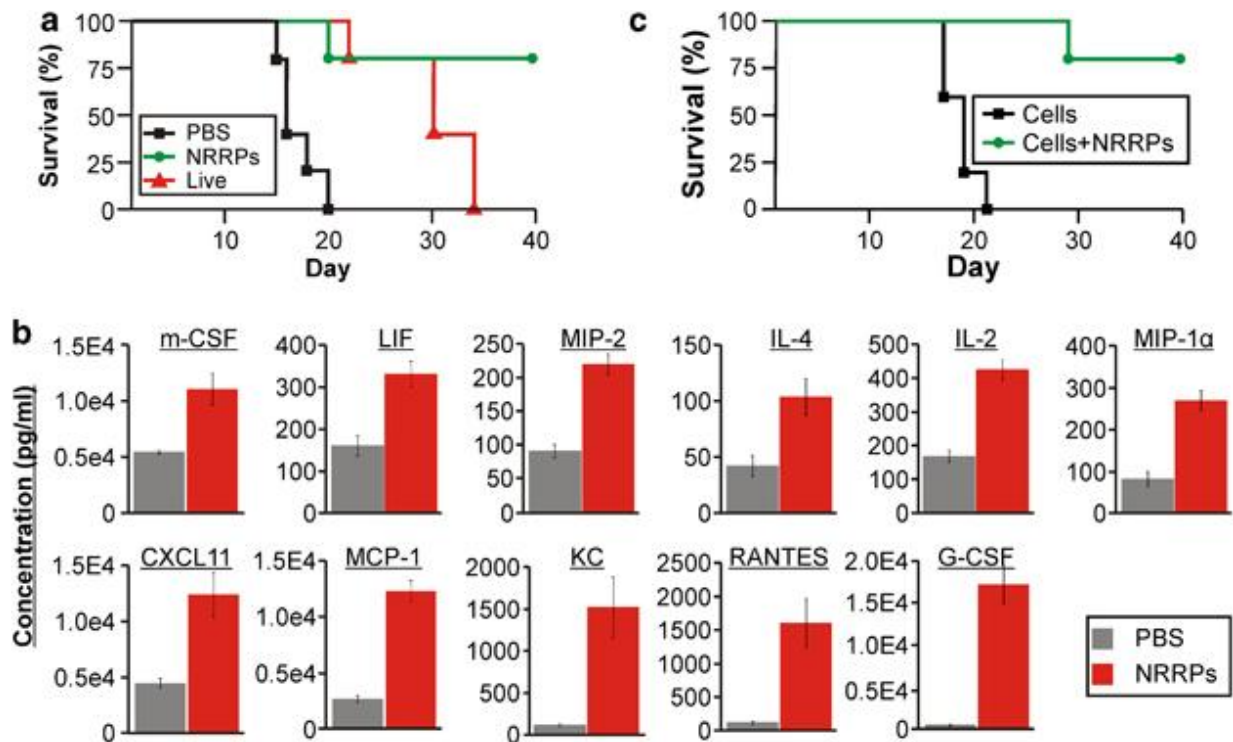 a
Survival (%)
100
75
50
25
0
PBS
NRRPs
Live
10 20 30 40
Day
c
Survival (%)
100
75
50
25
0
Cells
Cells+NRRPs
10 20 30 40
Day
b
Concentration (pg/ml)
m-CSF
1.5E4
1.0e4
0.5e4
0
LIF
400
300
200
100
0
MIP-2
250
200
150
100
50
0
IL-4
150
100
50
0
IL-2
500
400
300
200
100
0
MIP-1α
400
300
200
100
0
CXCL11
1.5E4
1.0e4
0.5e4
0
MCP-1
1.5E4
1.0e4
0.5e4
0
KC
2000
1500
1000
500
0
RANTES
2500
2000
1500
1000
500
0
G-CSF
2.0E4
1.5E4
1.0e4
0.5E4
0
PBS
NRRPs